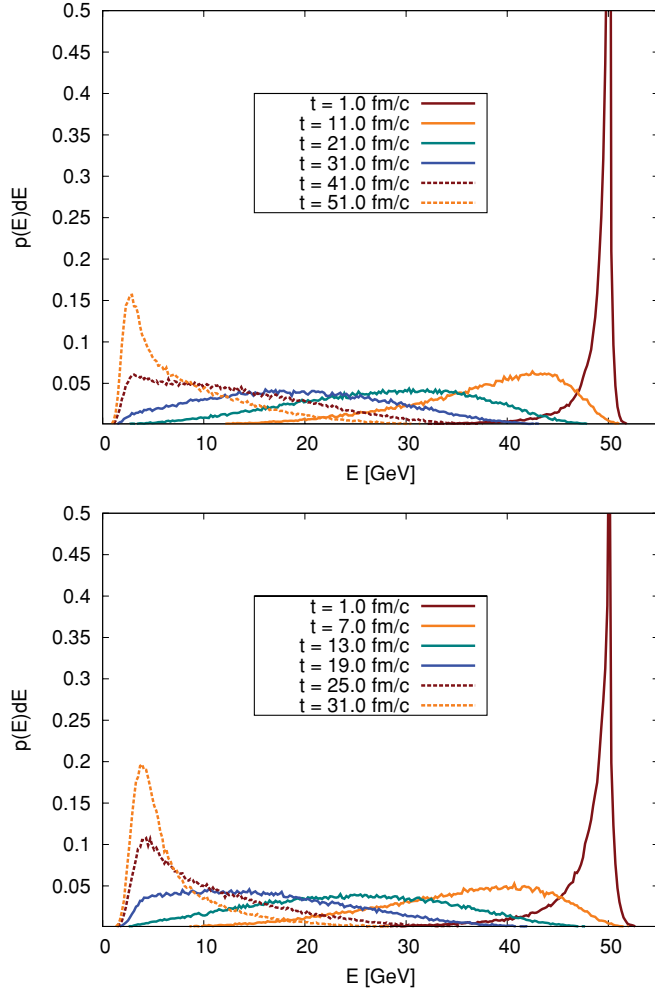 0.5
0.45
0.4
0.35
0.3
0.25
0.2
0.15
0.1
0.05
p(E)dE
t = 1.0 fm/c
t = 11.0 fm/c
t = 21.0 fm/c
t = 31.0 fm/c
t = 41.0 fm/c
t = 51.0 fm/c
0 10 20 30 40 50
E [GeV]
0.5
0.45
0.4
0.35
0.3
0.25
0.2
0.15
0.1
0.05
p(E)dE
t = 1.0 fm/c
t = 7.0 fm/c
t = 13.0 fm/c
t = 19.0 fm/c
t = 25.0 fm/c
t = 31.0 fm/c
0 10 20 30 40 50
E [GeV]